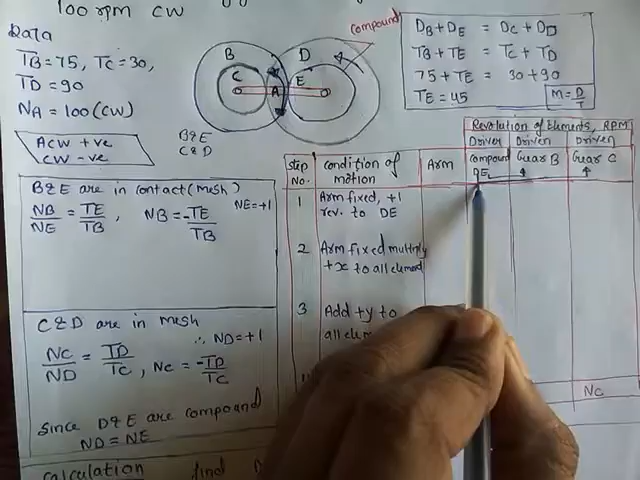 100 rpm CW
Data
TB = 75, TC = 30,
TD = 90
NA = 100 (CW)
ACW +ve
CW -ve
B&E
C&D
compound
B
D
C
A
E
DB + DE = DC + DD
TB + TE = TC + TD
75 + TE = 30 + 90
TE = 45
M = D/T
B&E are in contact (mesh)
NB/NE = TE/TB, NB = -TE/TB
NE = +1
C&D are in mesh
∴ ND = +1
NC/ND = TD/TC, NC = -TD/TC
Since D&E are compound
ND = NE
Calculation find
Revolution of Elements, RPM
Step No.
Condition of motion
Arm
Driver compound
Driven Gear B
Driven Gear C
1
Arm fixed, +1
rev. to DE
2
Arm fixed multiply
+x to all element
3
Add +y to
NC